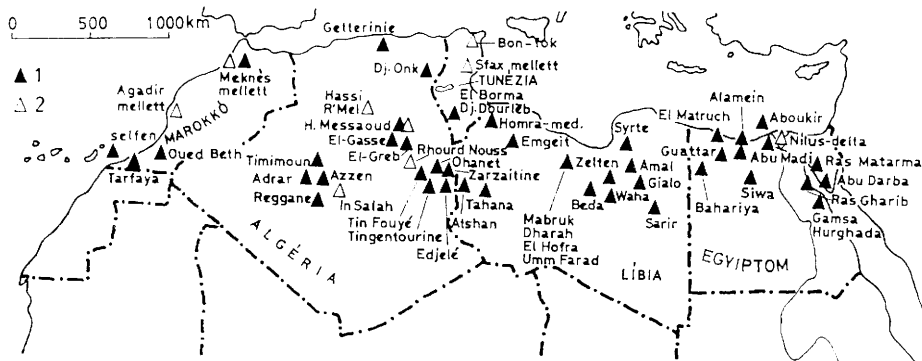 0 500 1000km
1
2
Getterinie
Bon-Tök
Sfax mellett
TUNÉZIA
Dj. Onk
El Borma
Dj. Dourleb
Homra-med.
Meknés
mellett
Agadir
mellett
MAROKKÓ
selfen
Tarfaya
Oued Beth
Hassi
R'Mel
H. Messaoud
El-Gasse
El-Greb
Rhourd Nouss
Ohanet
Zarzaitine
Timimoun
Adrar
Azzen
Reggane
In Salah
Tin Fouye
Tingentourine
Edjelé
Atshan
Tahana
ALGÉRIA
Emgeit
Syrte
Zelten
Amal
Gialo
Beda
Waha
Sarir
Mabruk
Dharah
El Hofra
Umm Farad
LÍBIA
Alamein
El Matruch
Aboukir
Nilus-delta
Guattar
Abu Madi
Ras Matarma
Abu Darba
Siwa
Bahariya
Ras Gharib
Gamsa
Hurghada
EGYIPTOM